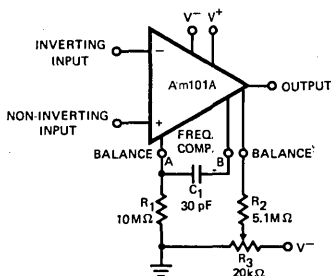 V⁻ V⁺
INVERTING
INPUT
−
Am101A
OUTPUT
NON-INVERTING
INPUT
+
FREQ.
COMP.
BALANCE A B BALANCE
C₁
30 pF
R₁
10MΩ
R₂
5.1MΩ
R₃
20kΩ
V⁻